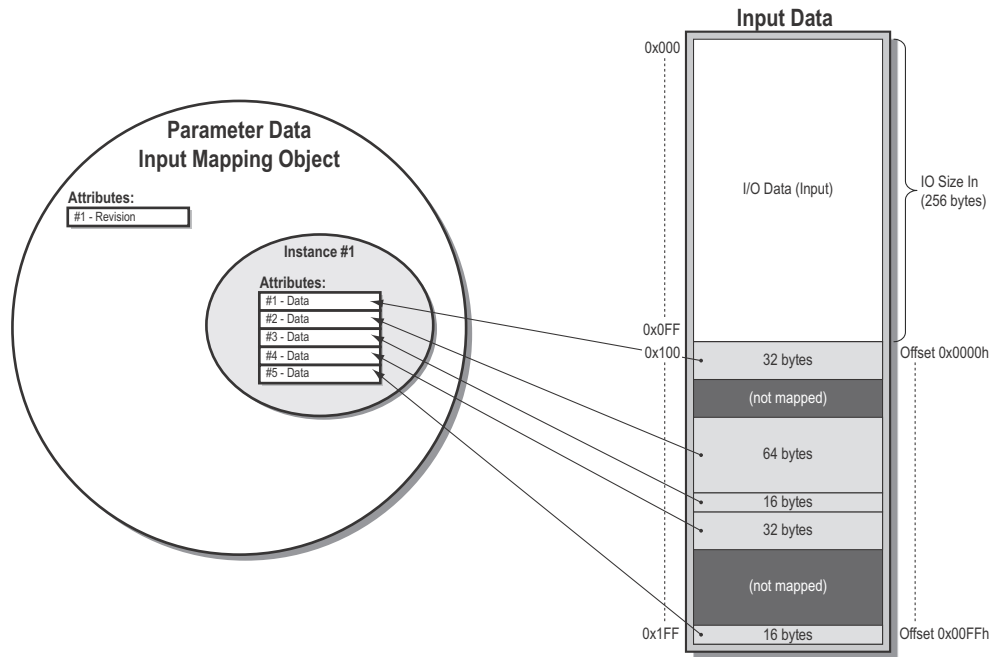 Parameter Data
Input Mapping Object
Attributes:
#1 - Revision
Instance #1
Attributes:
#1 - Data
#2 - Data
#3 - Data
#4 - Data
#5 - Data
Input Data
0x000
I/O Data (Input)
IO Size In
(256 bytes)
0x0FF
0x100
32 bytes
Offset 0x0000h
(not mapped)
64 bytes
16 bytes
32 bytes
(not mapped)
0x1FF
16 bytes
Offset 0x00FFh